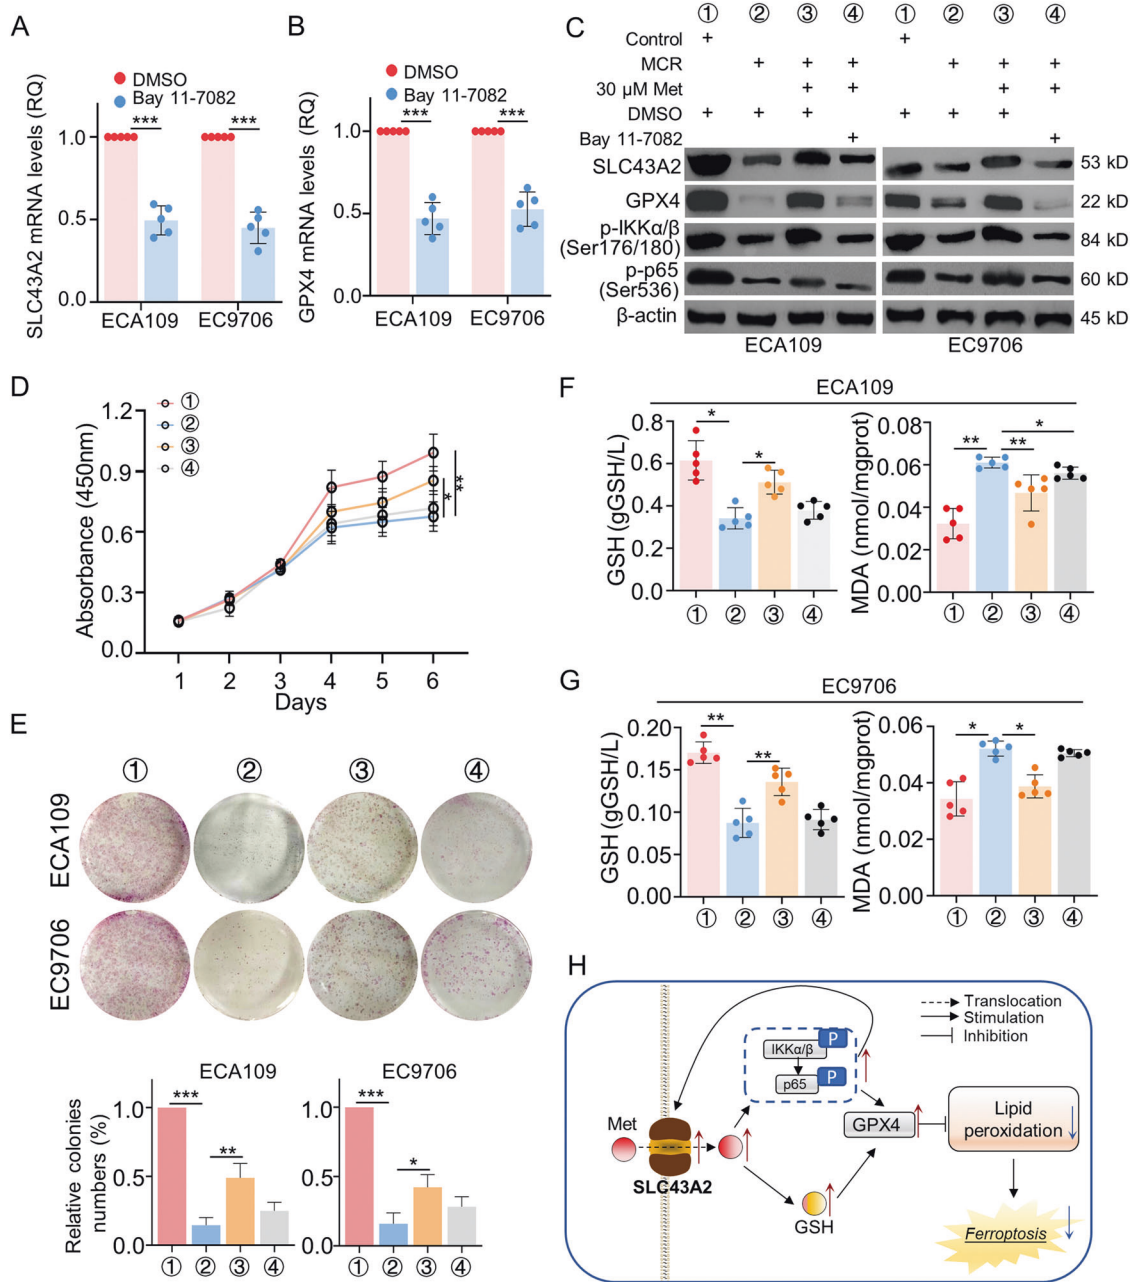 A
SLC43A2 mRNA levels (RQ)
DMSO
Bay 11-7082
1.0
0.5
0.0
***
***
ECA109
EC9706
B
GPX4 mRNA levels (RQ)
DMSO
Bay 11-7082
1.0
0.5
0.0
***
***
ECA109
EC9706
C
① ② ③ ④ ① ② ③ ④
Control + +
MCR + + + + + +
30 µM Met + + + +
DMSO + + + + + +
Bay 11-7082 + +
SLC43A2 53 kD
GPX4 22 kD
p-IKKα/β
(Ser176/180) 84 kD
p-p65
(Ser536) 60 kD
β-actin 45 kD
ECA109 EC9706
D
Absorbance (450nm)
1.2
0.9
0.6
0.3
0.0
①
②
③
④
*
**
1 2 3 4 5 6
Days
E
① ② ③ ④
ECA109
EC9706
Relative colonies
numbers (%)
ECA109
1.0
0.5
0.0
***
**
① ② ③ ④
EC9706
1.0
0.5
0.0
***
*
① ② ③ ④
F
ECA109
GSH (gGSH/L)
0.8
0.6
0.4
0.2
0.0
*
*
① ② ③ ④
MDA (nmol/mgprot)
0.08
0.06
0.04
0.02
0.00
**
**
*
① ② ③ ④
G
EC9706
GSH (gGSH/L)
0.20
0.15
0.10
0.05
0.00
**
**
① ② ③ ④
MDA (nmol/mgprot)
0.06
0.04
0.02
0.00
*
*
① ② ③ ④
H
Translocation
Stimulation
Inhibition
P
IKKα/β
P
p65
Met
SLC43A2
GSH
GPX4
Lipid
peroxidation
Ferroptosis